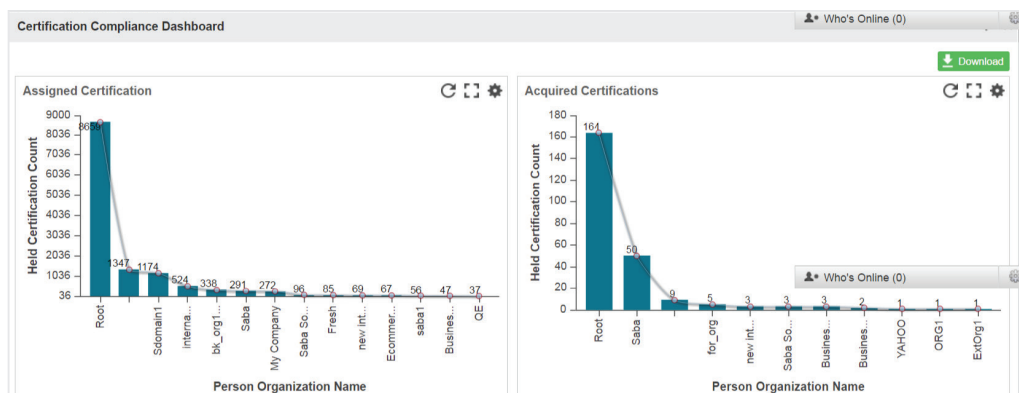 Certification Compliance Dashboard
Who's Online (0)
Download
Assigned Certification
Held Certification Count
9000
8036
7036
6036
5036
4036
3036
2036
1036
36
8659
1347
1174
524
338
291
272
96
85
69
67
56
47
37
Root
Sdomain1
interna...
bk_org1...
Saba
My Company
Saba So...
Fresh
new int...
Ecommer...
saba1
Busines...
QE
Person Organization Name
Acquired Certifications
Held Certification Count
180
160
140
120
100
80
60
40
20
0
164
50
9
5
3
3
3
2
1
1
1
Who's Online (0)
Root
Saba
for_org
new int...
Saba So...
Busines...
Busines...
YAHOO
ORG1
ExtOrg1
Person Organization Name